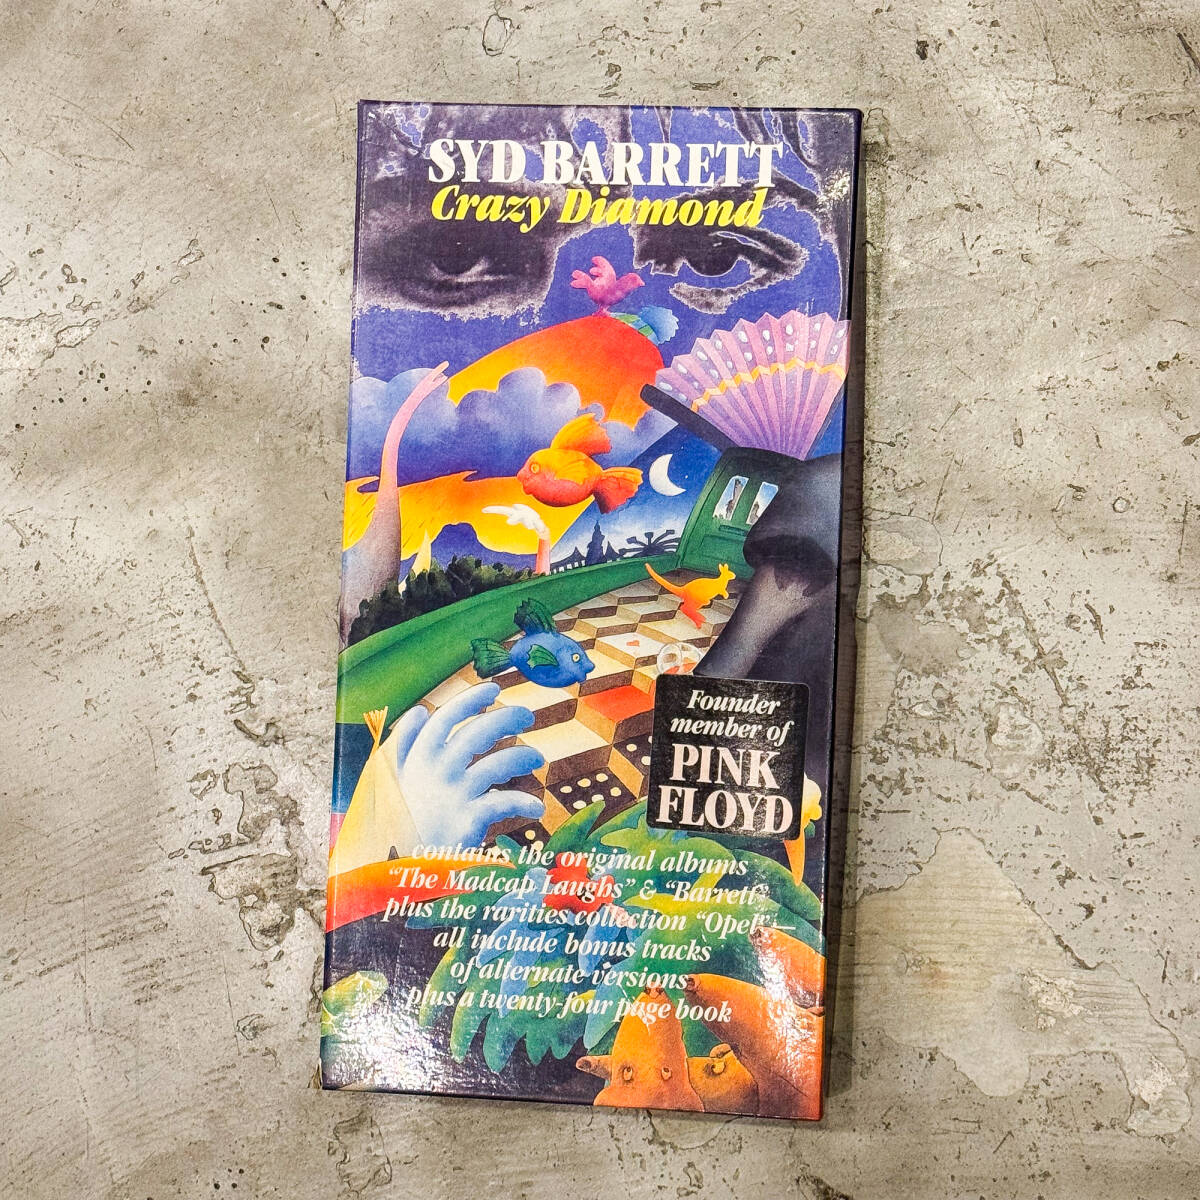 SYD BARRETT
Crazy Diamond
Founder
member of
PINK
FLOYD
contains the original albums
“The Madcap Laughs” & “Barrett”
plus the rarities collection “Opel”—
all include bonus tracks
of alternate versions
plus a twenty-four page book